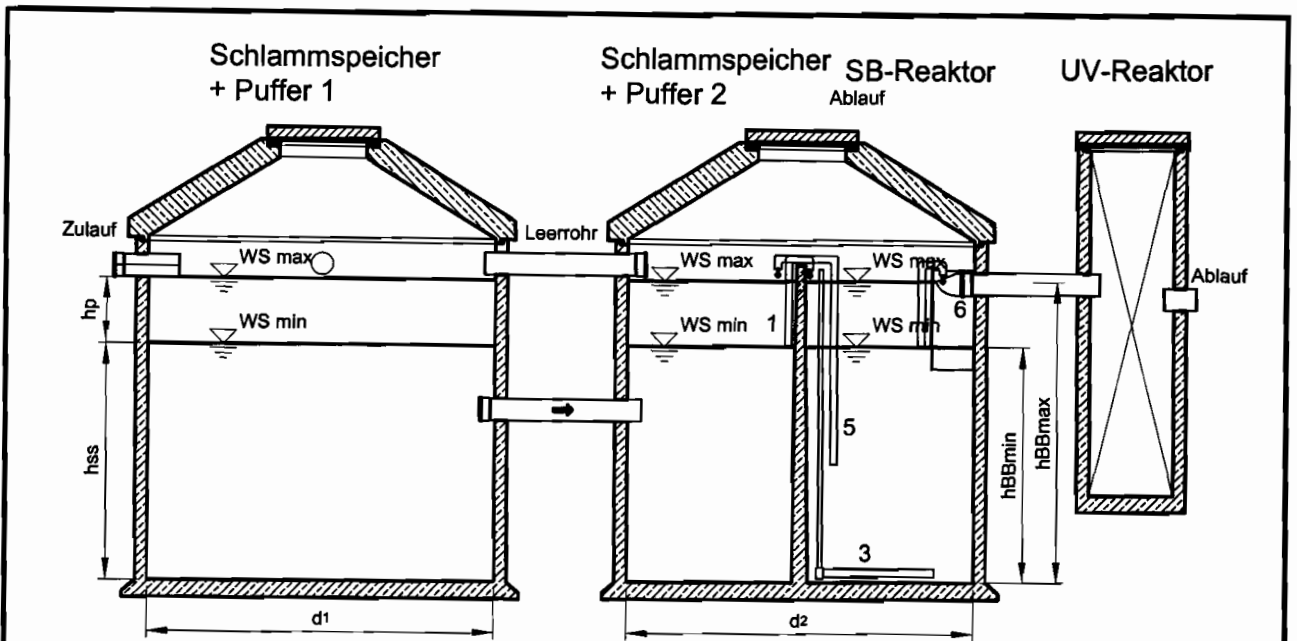 Schlammspeicher
+ Puffer 1
Schlammspeicher
+ Puffer 2
SB-Reaktor
Ablauf
UV-Reaktor
Zulauf
WS max
Leerrohr
WS max
WS max
Ablauf
hp
WS min
1
WS min
WS min
6
hss
5
hBBmin
hBBmax
3
d1
d2